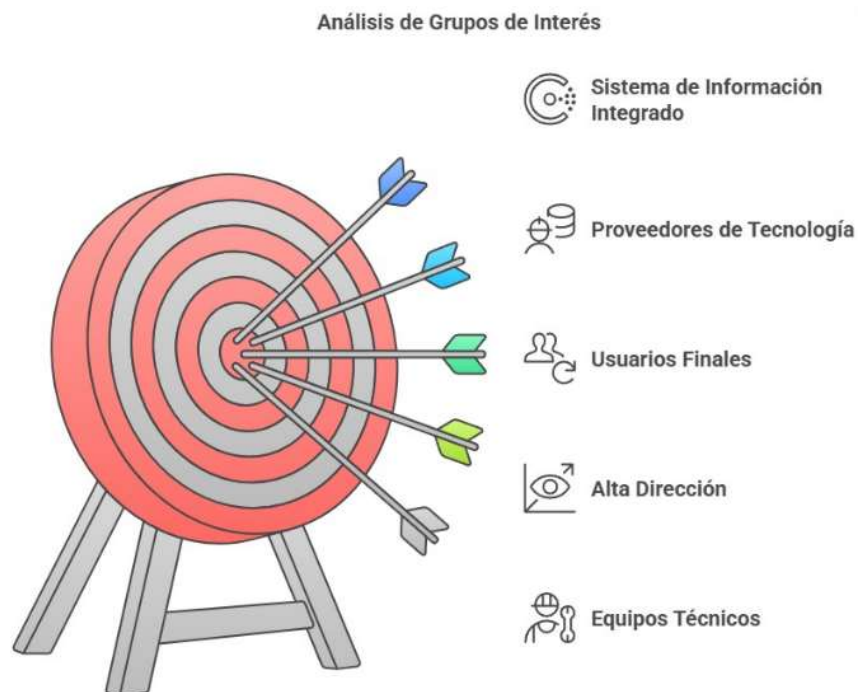 Análisis de Grupos de Interés
Sistema de Información
Integrado
Proveedores de Tecnología
Usuarios Finales
Alta Dirección
Equipos Técnicos